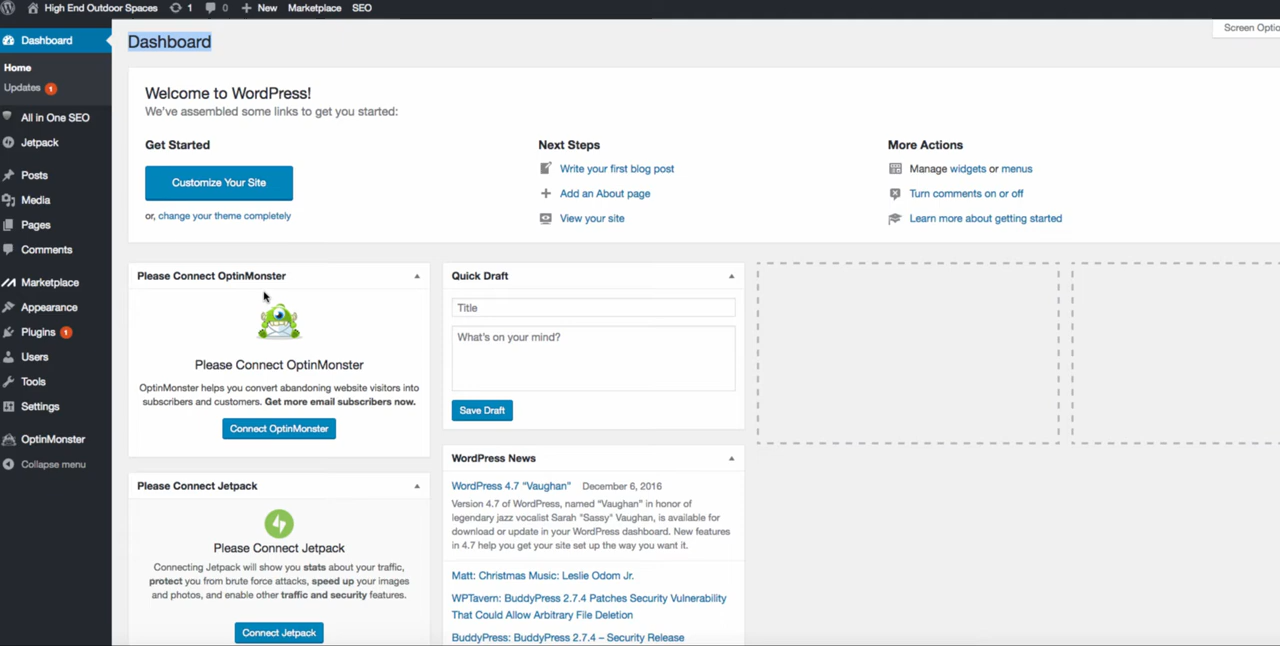 High End Outdoor Spaces 1 0 New Marketplace SEO
Screen Optio
Dashboard
Home
Updates 1
All in One SEO
Jetpack
Posts
Media
Pages
Comments
Marketplace
Appearance
Plugins 1
Users
Tools
Settings
OptinMonster
Collapse menu
Dashboard
Welcome to WordPress!
We've assembled some links to get you started:
Get Started
Customize Your Site
or, change your theme completely
Next Steps
Write your first blog post
Add an About page
View your site
More Actions
Manage widgets or menus
Turn comments on or off
Learn more about getting started
Please Connect OptinMonster
Please Connect OptinMonster
OptinMonster helps you convert abandoning website visitors into
subscribers and customers. Get more email subscribers now.
Connect OptinMonster
Please Connect Jetpack
Please Connect Jetpack
Connecting Jetpack will show you stats about your traffic,
protect you from brute force attacks, speed up your images
and photos, and enable other traffic and security features.
Connect Jetpack
Quick Draft
Title
What's on your mind?
Save Draft
WordPress News
WordPress 4.7 “Vaughan” December 6, 2016
Version 4.7 of WordPress, named “Vaughan” in honor of
legendary jazz vocalist Sarah "Sassy" Vaughan, is available for
download or update in your WordPress dashboard. New features
in 4.7 help you get your site set up the way you want it.
Matt: Christmas Music: Leslie Odom Jr.
WPTavern: BuddyPress 2.7.4 Patches Security Vulnerability
That Could Allow Arbitrary File Deletion
BuddyPress: BuddyPress 2.7.4 – Security Release